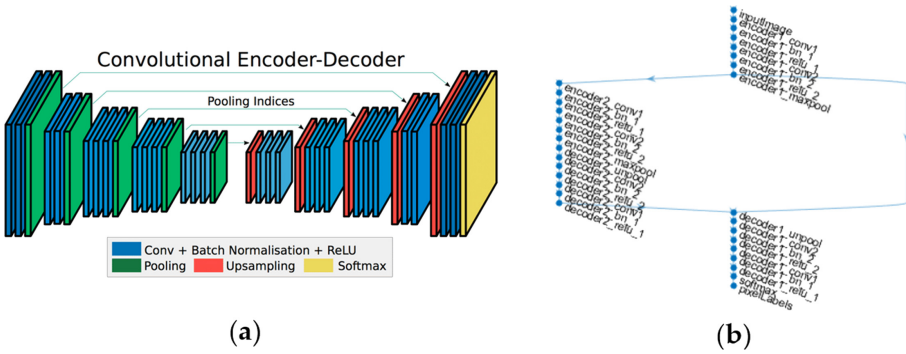 Convolutional Encoder-Decoder
Pooling Indices
Conv + Batch Normalisation + ReLU
Pooling
Upsampling
Softmax
(a)
inputImage
encoder1_conv1
encoder1_bn_1
encoder1_relu_1
encoder1_conv2
encoder1_bn_2
encoder1_relu_2
encoder1_maxpool
encoder2_conv1
encoder2_bn_1
encoder2_relu_1
encoder2_conv2
encoder2_bn_2
encoder2_relu_2
encoder2_maxpool
decoder2_unpool
decoder2_conv2
decoder2_bn_2
decoder2_relu_2
decoder2_conv1
decoder2_bn_1
decoder2_relu_1
decoder1_unpool
decoder1_conv2
decoder1_bn_2
decoder1_relu_2
decoder1_conv1
decoder1_bn_1
decoder1_relu_1
softmax
pixelLabels
(b)